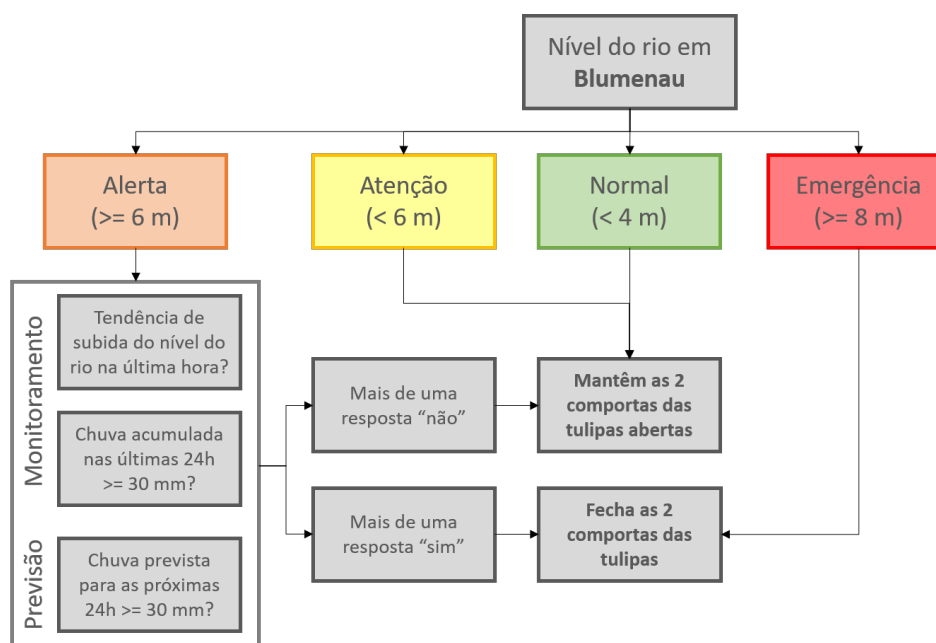 Nível do rio em
Blumenau
Alerta
(>= 6 m)
Atenção
(< 6 m)
Normal
(< 4 m)
Emergência
(>= 8 m)
Monitoramento
Tendência de
subida do nível do
rio na última hora?
Chuva acumulada
nas últimas 24h
>= 30 mm?
Previsão
Chuva prevista
para as próximas
24h >= 30 mm?
Mais de uma
resposta “não”
Mantêm as 2
comportas das
tulipas abertas
Mais de uma
resposta “sim”
Fecha as 2
comportas das
tulipas